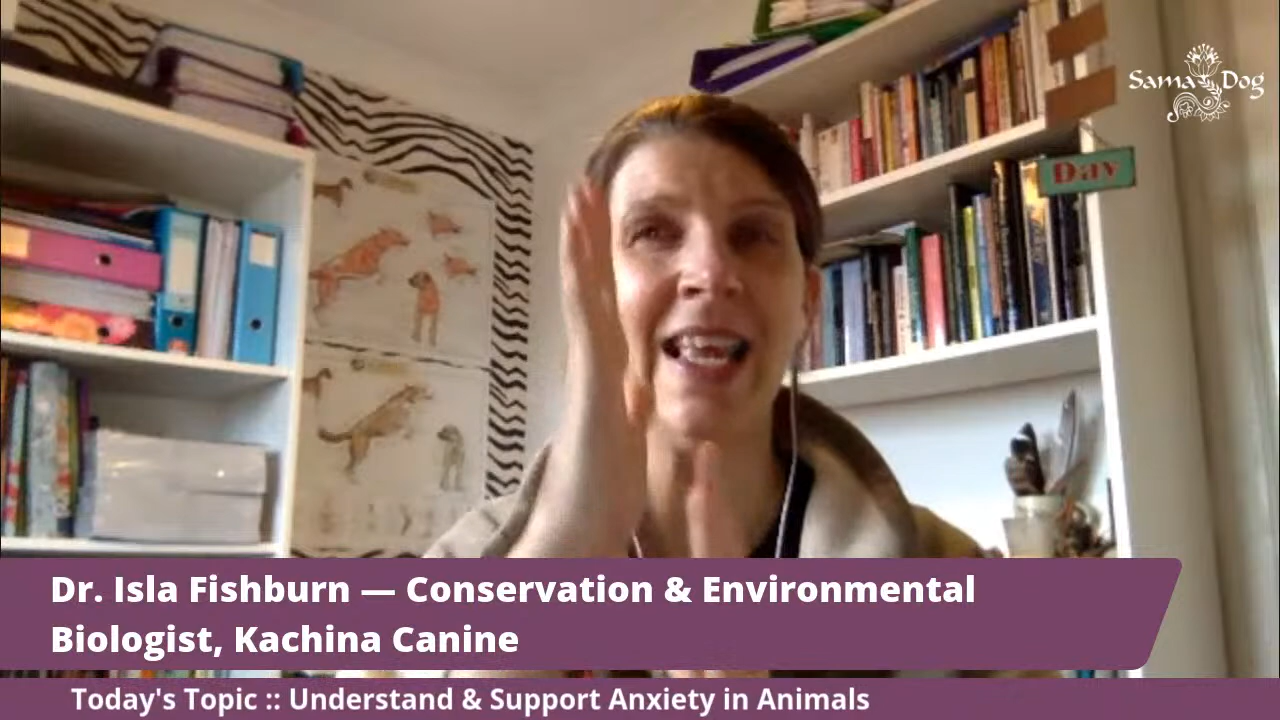 Sama Dog
Day
Dr. Isla Fishburn — Conservation & Environmental
Biologist, Kachina Canine
Today's Topic :: Understand & Support Anxiety in Animals